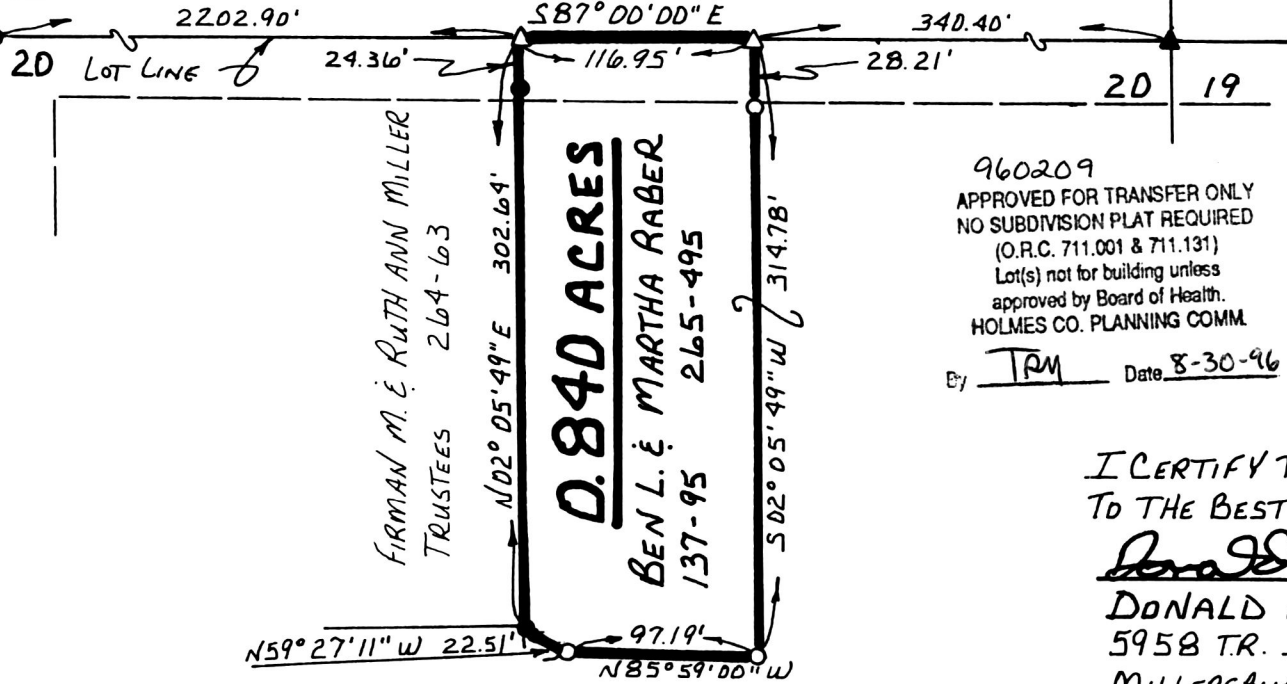 2202.90'
S87°00'00" E
340.40'
20 LOT LINE
24.36'
116.95'
28.21'
20 19
FIRMAN M. & RUTH ANN MILLER
TRUSTEES 264-63
N02° 05' 49" E 302.64'
0.840 ACRES
BEN L. & MARTHA RABER
137-95 265-495
S02° 05' 49" W 314.78'
960209
APPROVED FOR TRANSFER ONLY
NO SUBDIVISION PLAT REQUIRED
(O.R.C. 711.001 & 711.131)
Lot(s) not for building unless
approved by Board of Health.
HOLMES CO. PLANNING COMM.
By TRM Date 8-30-96
I CERTIFY T
TO THE BEST
Donald
DONALD
5958 T.R.
N59° 27' 11" W 22.51'
97.19'
N85° 59' 00" W